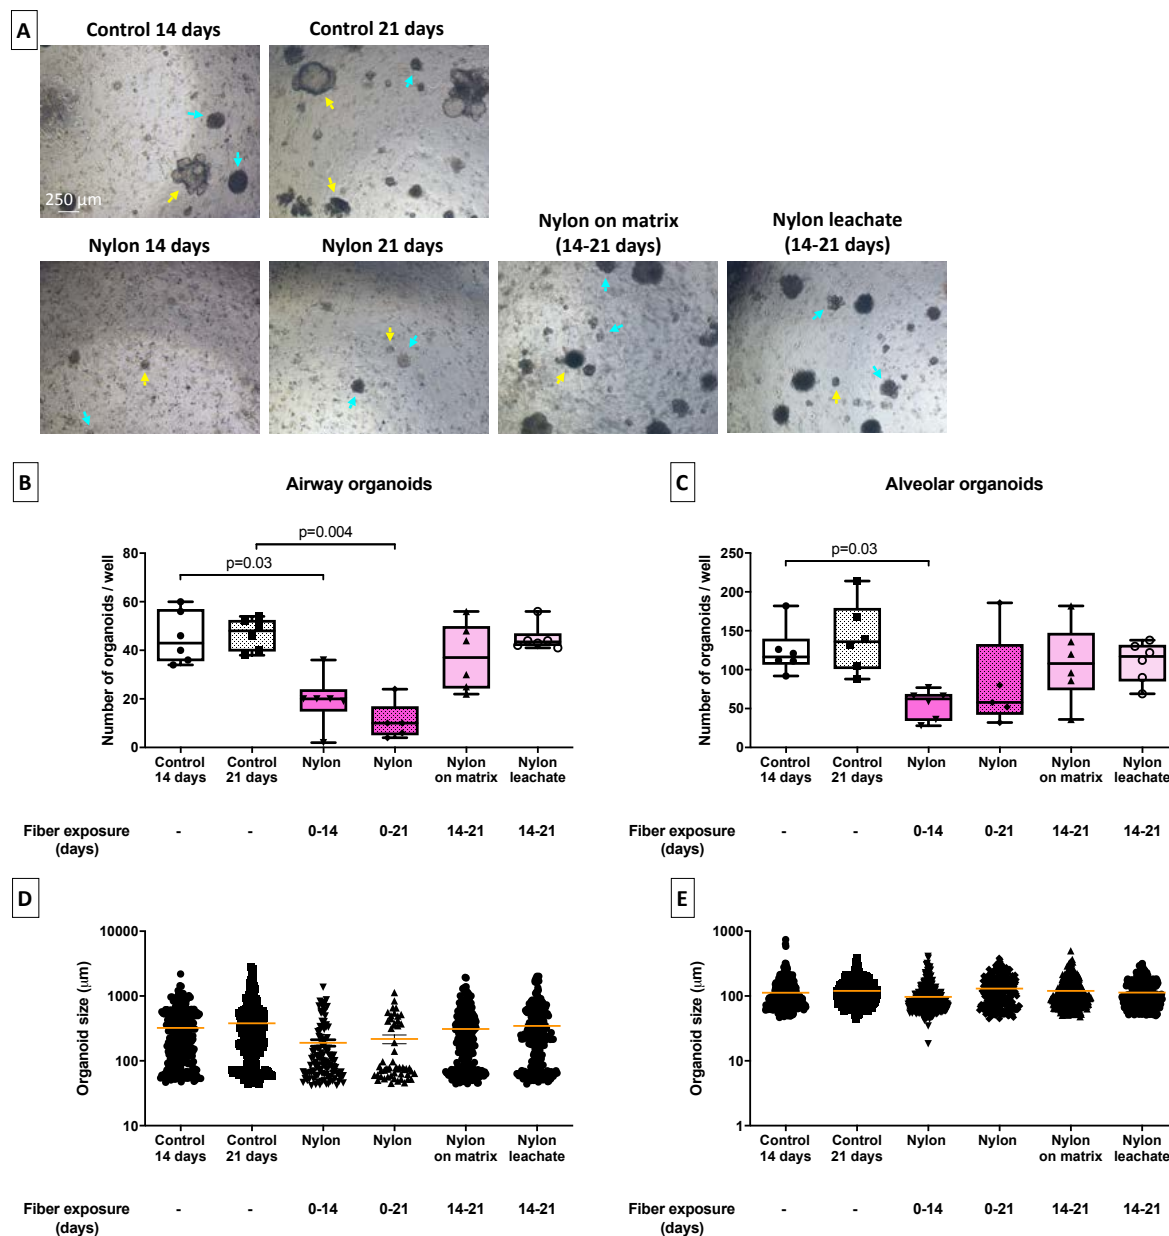 A
Control 14 days
Control 21 days
250 µm
Nylon 14 days
Nylon 21 days
Nylon on matrix
(14-21 days)
Nylon leachate
(14-21 days)
B
Airway organoids
Number of organoids / well
80
60
40
20
0
p=0.004
p=0.03
Control
14 days
Control
21 days
Nylon
Nylon
Nylon
on matrix
Nylon
leachate
Fiber exposure
(days)
-
-
0-14
0-21
14-21
14-21
C
Alveolar organoids
Number of organoids / well
250
200
150
100
50
0
p=0.03
Control
14 days
Control
21 days
Nylon
Nylon
Nylon
on matrix
Nylon
leachate
Fiber exposure
(days)
-
-
0-14
0-21
14-21
14-21
D
Organoid size (µm)
10000
1000
100
10
Control
14 days
Control
21 days
Nylon
Nylon
Nylon
on matrix
Nylon
leachate
Fiber exposure
(days)
-
-
0-14
0-21
14-21
14-21
E
Organoid size (µm)
1000
100
10
1
Control
14 days
Control
21 days
Nylon
Nylon
Nylon
on matrix
Nylon
leachate
Fiber exposure
(days)
-
-
0-14
0-21
14-21
14-21